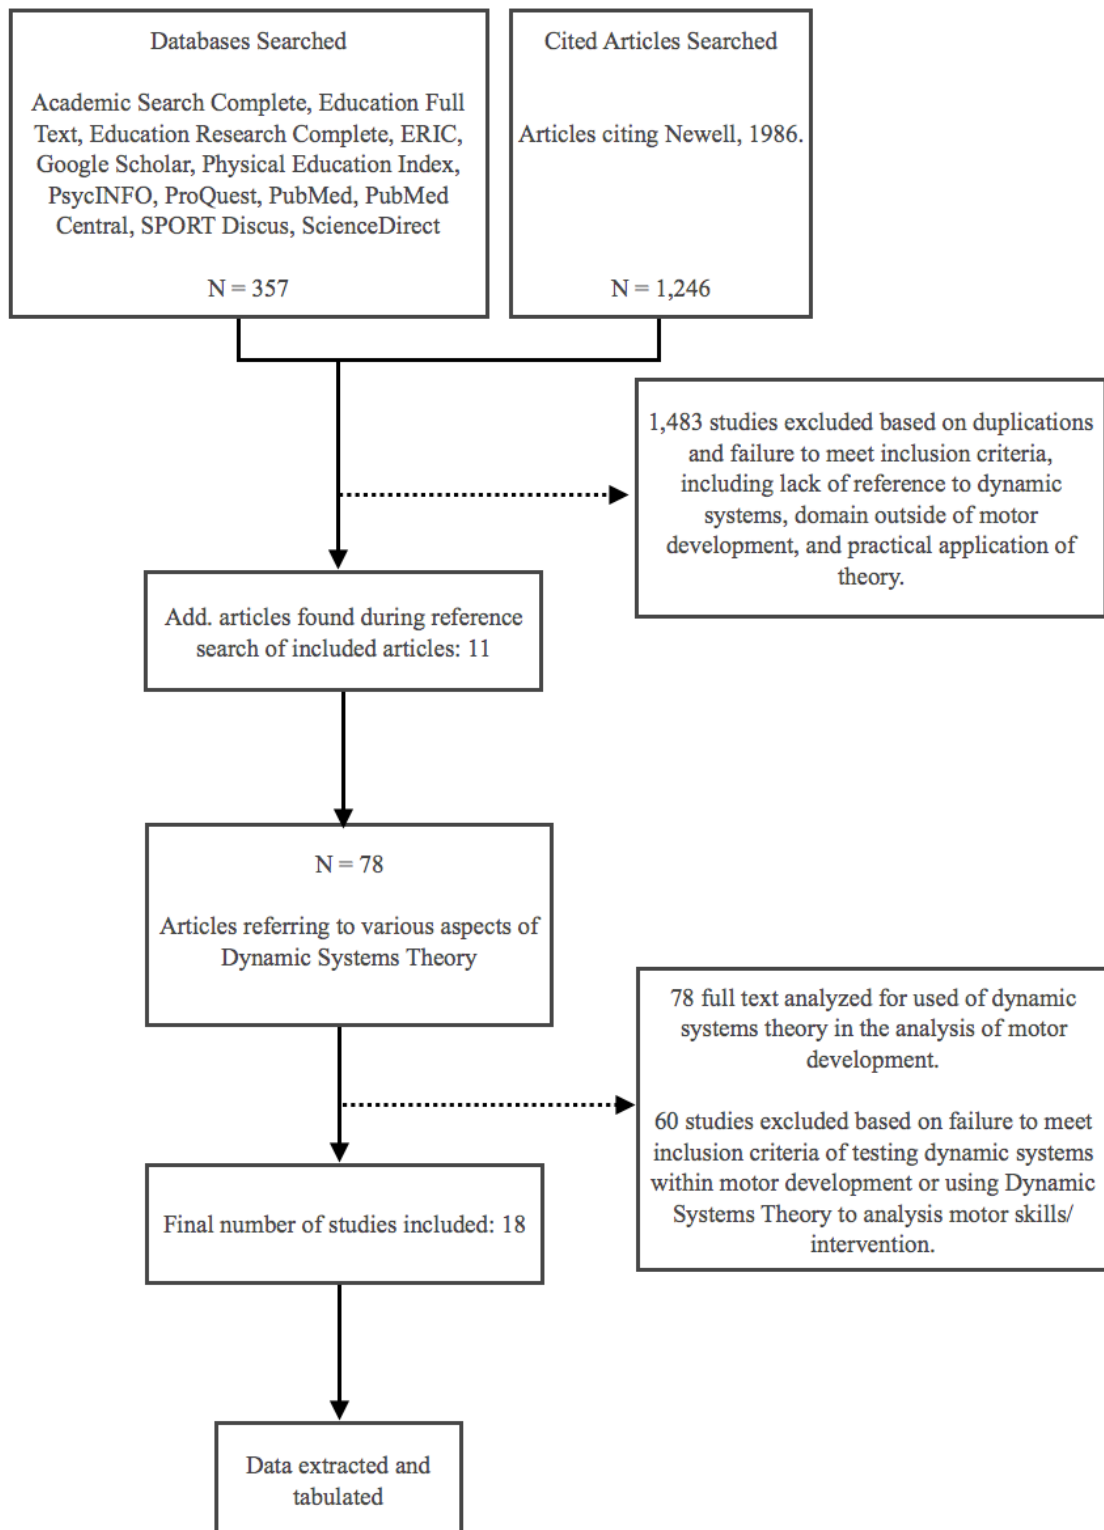 Databases Searched
Academic Search Complete, Education Full
Text, Education Research Complete, ERIC,
Google Scholar, Physical Education Index,
PsycINFO, ProQuest, PubMed, PubMed
Central, SPORT Discus, ScienceDirect
N = 357
Cited Articles Searched
Articles citing Newell, 1986.
N = 1,246
1,483 studies excluded based on duplications
and failure to meet inclusion criteria,
including lack of reference to dynamic
systems, domain outside of motor
development, and practical application of
theory.
Add. articles found during reference
search of included articles: 11
N = 78
Articles referring to various aspects of
Dynamic Systems Theory
78 full text analyzed for used of dynamic
systems theory in the analysis of motor
development.
60 studies excluded based on failure to meet
inclusion criteria of testing dynamic systems
within motor development or using Dynamic
Systems Theory to analysis motor skills/
intervention.
Final number of studies included: 18
Data extracted and
tabulated